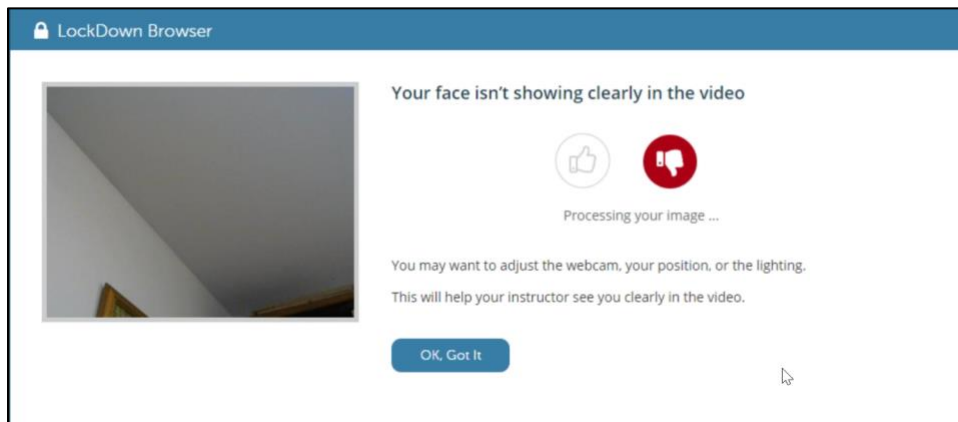 LockDown Browser
Your face isn’t showing clearly in the video
Processing your image ...
You may want to adjust the webcam, your position, or the lighting.
This will help your instructor see you clearly in the video.
OK, Got It